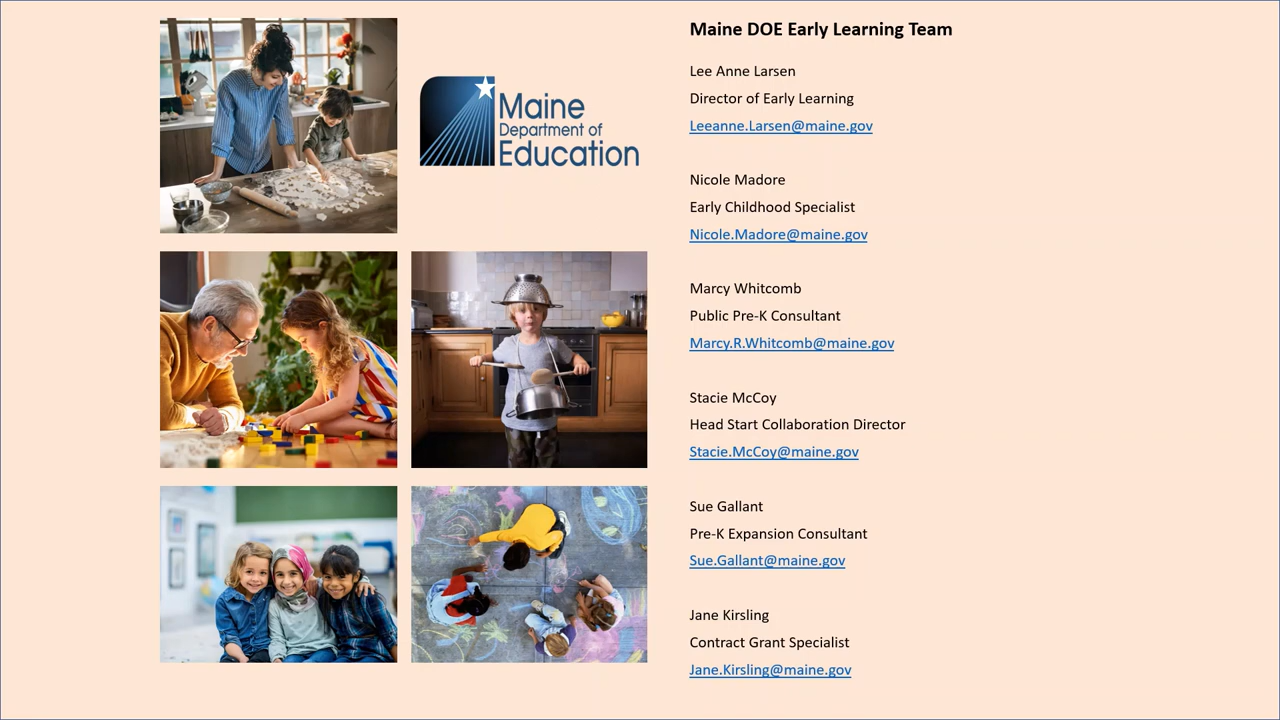 Maine
Department of
Education
Maine DOE Early Learning Team
Lee Anne Larsen
Director of Early Learning
Leeanne.Larsen@maine.gov
Nicole Madore
Early Childhood Specialist
Nicole.Madore@maine.gov
Marcy Whitcomb
Public Pre-K Consultant
Marcy.R.Whitcomb@maine.gov
Stacie McCoy
Head Start Collaboration Director
Stacie.McCoy@maine.gov
Sue Gallant
Pre-K Expansion Consultant
Sue.Gallant@maine.gov
Jane Kirsling
Contract Grant Specialist
Jane.Kirsling@maine.gov